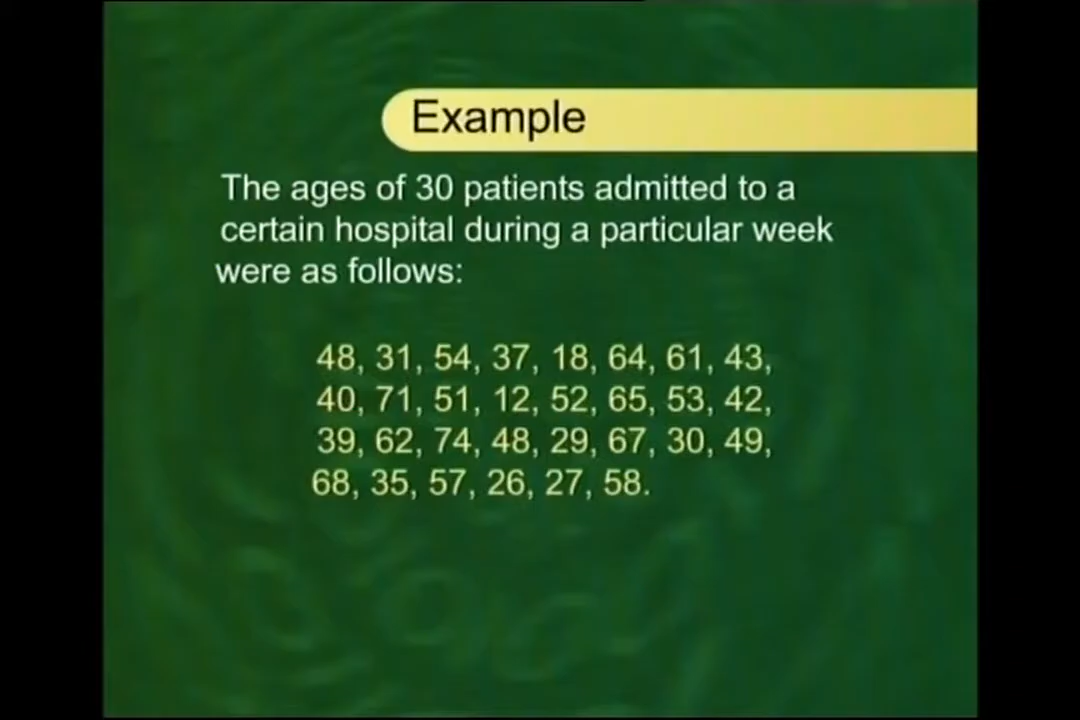 Example
The ages of 30 patients admitted to a
certain hospital during a particular week
were as follows:
48, 31, 54, 37, 18, 64, 61, 43,
40, 71, 51, 12, 52, 65, 53, 42,
39, 62, 74, 48, 29, 67, 30, 49,
68, 35, 57, 26, 27, 58.